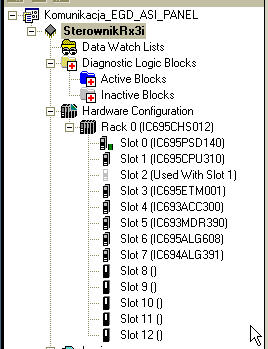 Komunikacja_EGD_ASI_PANEL
SterownikRx3i
Data Watch Lists
Diagnostic Logic Blocks
Active Blocks
Inactive Blocks
Hardware Configuration
Rack 0 (IC695CHS012)
Slot 0 (IC695PSD140)
Slot 1 (IC695CPU310)
Slot 2 (Used With Slot 1)
Slot 3 (IC695ETM001)
Slot 4 (IC693ACC300)
Slot 5 (IC693MDR390)
Slot 6 (IC695ALG608)
Slot 7 (IC694ALG391)
Slot 8 ()
Slot 9 ()
Slot 10 ()
Slot 11 ()
Slot 12 ()